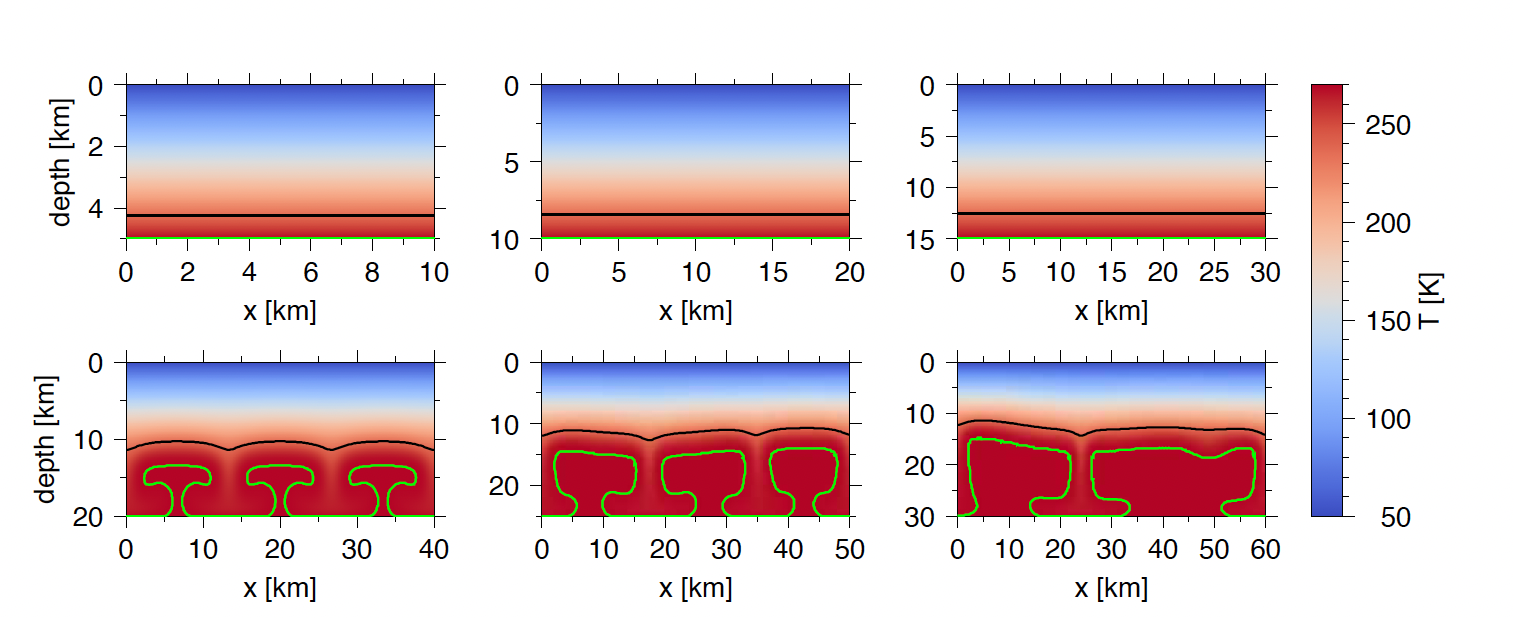 0 2 4
depth [km]
0 2 4 6 8 10
x [km]
0 5 10
0 5 10 15 20
x [km]
0 5 10 15
0 5 10 15 20 25 30
x [km]
0 10 20
depth [km]
0 10 20 30 40
x [km]
0 10 20
0 10 20 30 40 50
x [km]
0 10 20 30
0 10 20 30 40 50 60
x [km]
250
200
150
100
50
T [K]